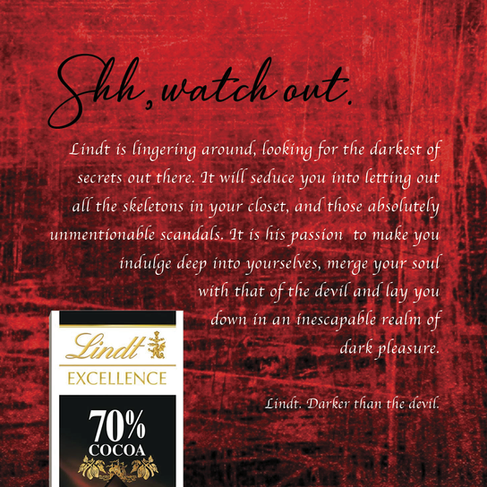 Shh, watch out.
Lindt is lingering around, looking for the darkest of
secrets out there. It will seduce you into letting out
all the skeletons in your closet, and those absolutely
unmentionable scandals. It is his passion to make you
indulge deep into yourselves, merge your soul
with that of the devil and lay you
down in an inescapable realm of
dark pleasure.
Lindt. Darker than the devil.
Lindt
EXCELLENCE
70%
COCOA